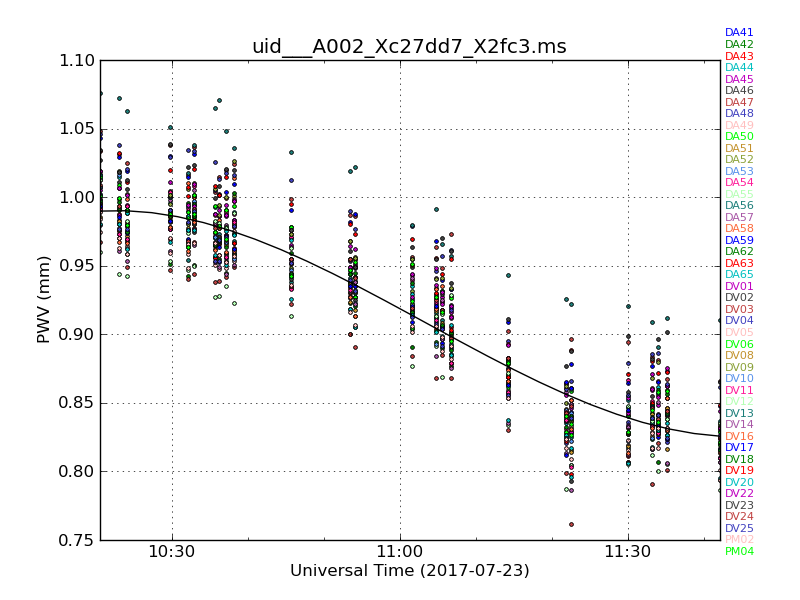 uid___A002_Xc27dd7_X2fc3.ms
1.10
1.05
1.00
0.95
0.90
0.85
0.80
0.75
PWV (mm)
10:30
11:00
11:30
Universal Time (2017-07-23)
DA41
DA42
DA43
DA44
DA45
DA46
DA47
DA48
DA49
DA50
DA51
DA52
DA53
DA54
DA55
DA56
DA57
DA58
DA59
DA62
DA63
DA65
DV01
DV02
DV03
DV04
DV05
DV06
DV08
DV09
DV10
DV11
DV12
DV13
DV14
DV16
DV17
DV18
DV19
DV20
DV22
DV23
DV24
DV25
PM02
PM04